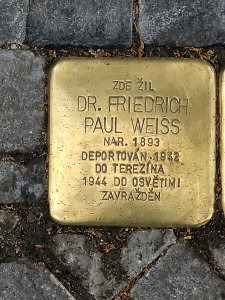 ZDE ŽIL
DR. FRIEDRICH
PAUL WEISS
NAR. 1893
DEPORTOVÁN 1942
DO TEREZÍNA
1944 DO OSVĚTIMI
ZAVRAŽDĚN